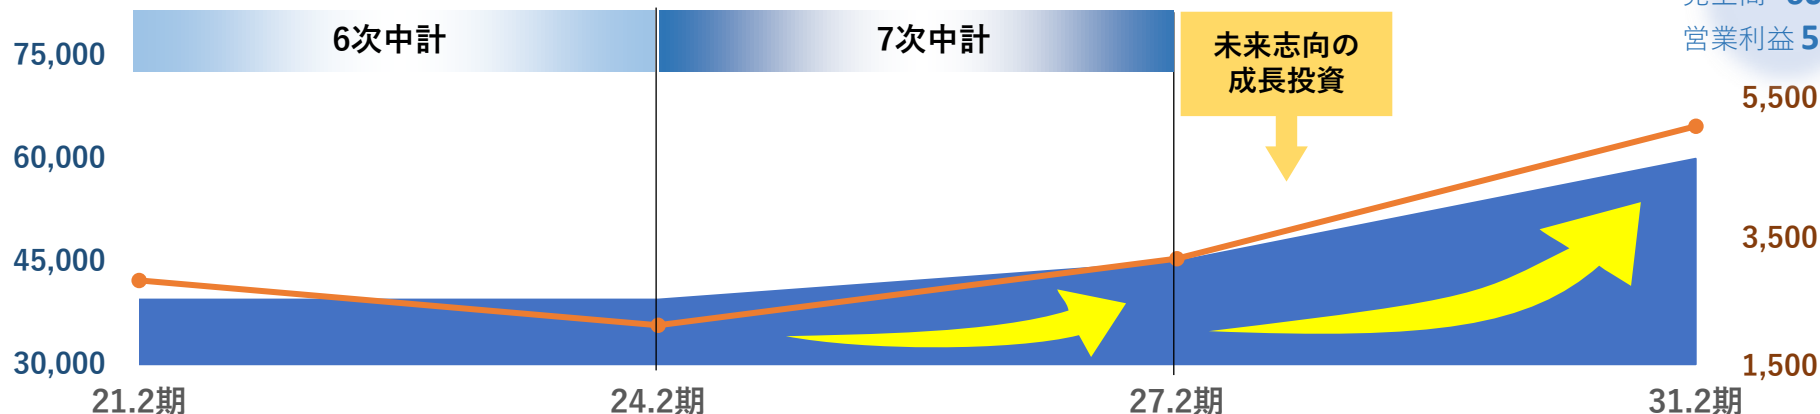 6次中計
7次中計
未来志向の
成長投資
営業利益 5
75,000
60,000
45,000
30,000
5,500
3,500
1,500
21.2期
24.2期
27.2期
31.2期